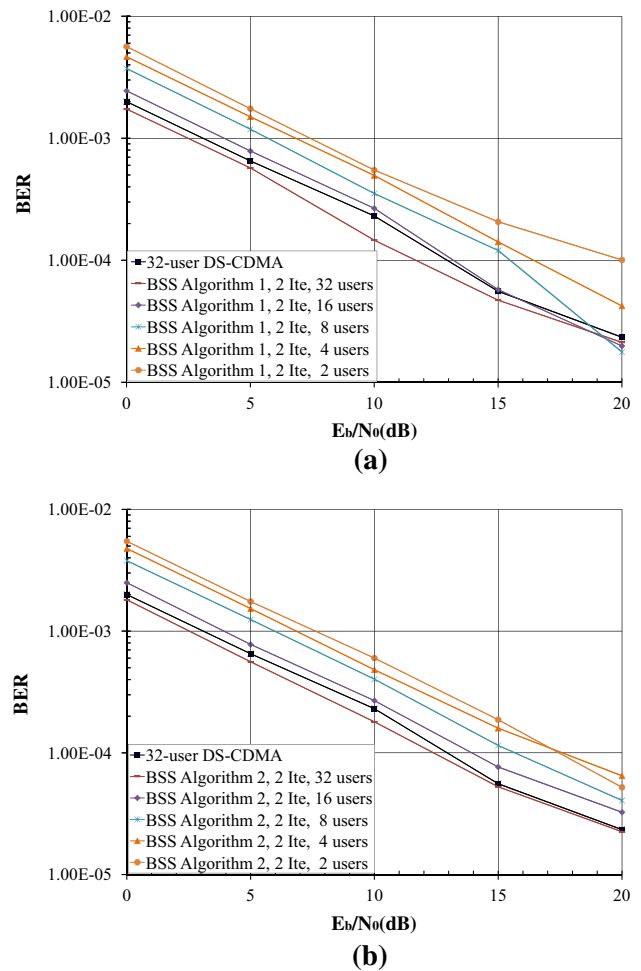 1.00E-02
1.00E-03
1.00E-04
1.00E-05
BER
32-user DS-CDMA
BSS Algorithm 1, 2 Ite, 32 users
BSS Algorithm 1, 2 Ite, 16 users
BSS Algorithm 1, 2 Ite, 8 users
BSS Algorithm 1, 2 Ite, 4 users
BSS Algorithm 1, 2 Ite, 2 users
0 5 10 15 20
Eb/N0(dB)
(a)
1.00E-02
1.00E-03
1.00E-04
1.00E-05
BER
32-user DS-CDMA
BSS Algorithm 2, 2 Ite, 32 users
BSS Algorithm 2, 2 Ite, 16 users
BSS Algorithm 2, 2 Ite, 8 users
BSS Algorithm 2, 2 Ite, 4 users
BSS Algorithm 2, 2 Ite, 2 users
0 5 10 15 20
Eb/N0(dB)
(b)